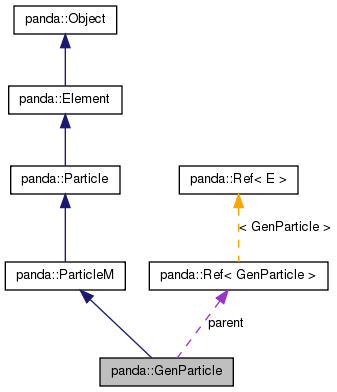 panda::Object
panda::Element
panda::Particle
panda::Ref< E >
< GenParticle >
panda::ParticleM
panda::Ref< GenParticle >
parent
panda::GenParticle